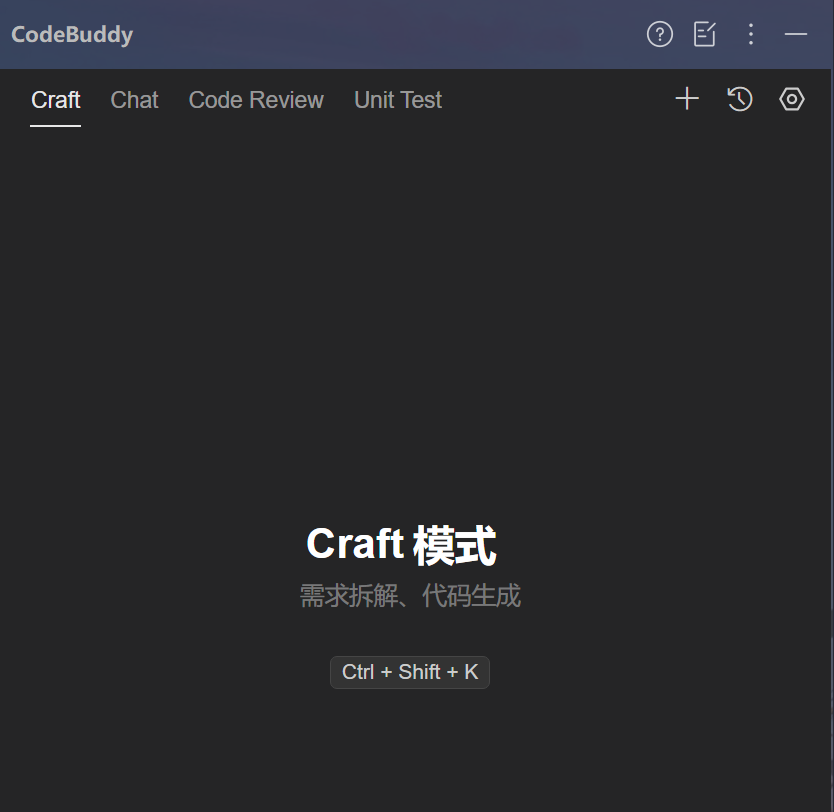 CodeBuddy
Craft Chat Code Review Unit Test
Craft 模式
需求拆解、代码生成
Ctrl + Shift + K